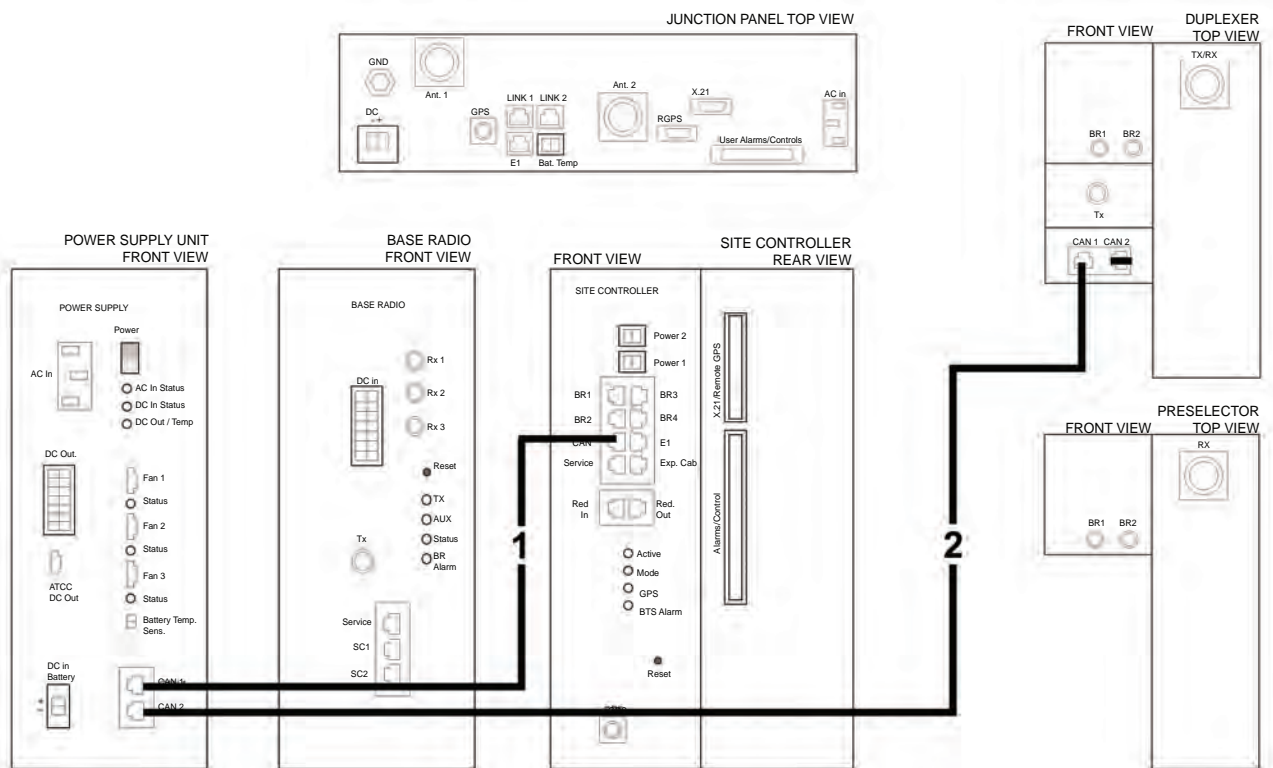 JUNCTION PANEL TOP VIEW
GND
Ant. 1
DC
- +
GPS
LINK 1 LINK 2
E1
Bat. Temp
Ant. 2
RGPS
X.21
User Alarms/Controls
AC in
FRONT VIEW
DUPLEXER
TOP VIEW
TX/RX
BR1 BR2
Tx
CAN 1 CAN 2
POWER SUPPLY UNIT
FRONT VIEW
POWER SUPPLY
Power
AC In
AC In Status
DC In Status
DC Out / Temp
DC Out.
Fan 1
Status
Fan 2
Status
Fan 3
Status
ATCC
DC Out
Battery Temp.
Sens.
DC in
Battery
CAN 1
CAN 2
BASE RADIO
FRONT VIEW
BASE RADIO
Rx 1
DC in
Rx 2
Rx 3
Reset
TX
AUX
Status
BR
Alarm
Tx
Service
SC1
SC2
1
FRONT VIEW
SITE CONTROLLER
REAR VIEW
SITE CONTROLLER
Power 2
Power 1
BR1
BR3
BR2
BR4
CAN
E1
Service
Exp. Cab
Red
In
Red.
Out
Active
Mode
GPS
BTS Alarm
Reset
X.21/Remote GPS
Alarms/Control
2
FRONT VIEW
PRESELECTOR
TOP VIEW
RX
BR1 BR2